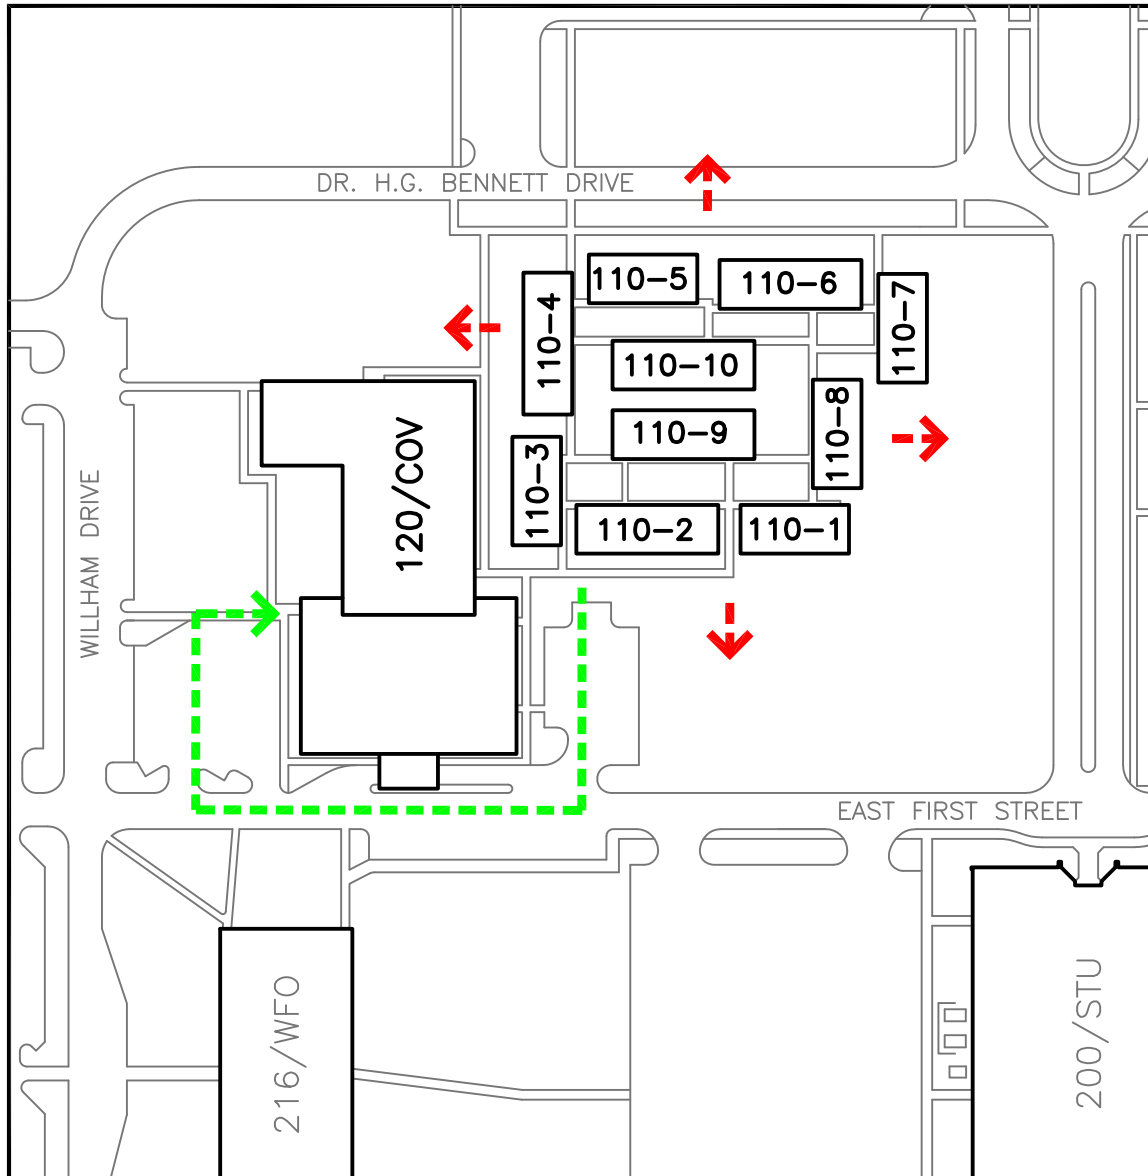 DR. H.G. BENNETT DRIVE
110-5
110-6
110-4
110-7
110-10
110-8
110-9
120/COV
110-3
110-2
110-1
WILLHAM DRIVE
EAST FIRST STREET
216/WFO
200/STU